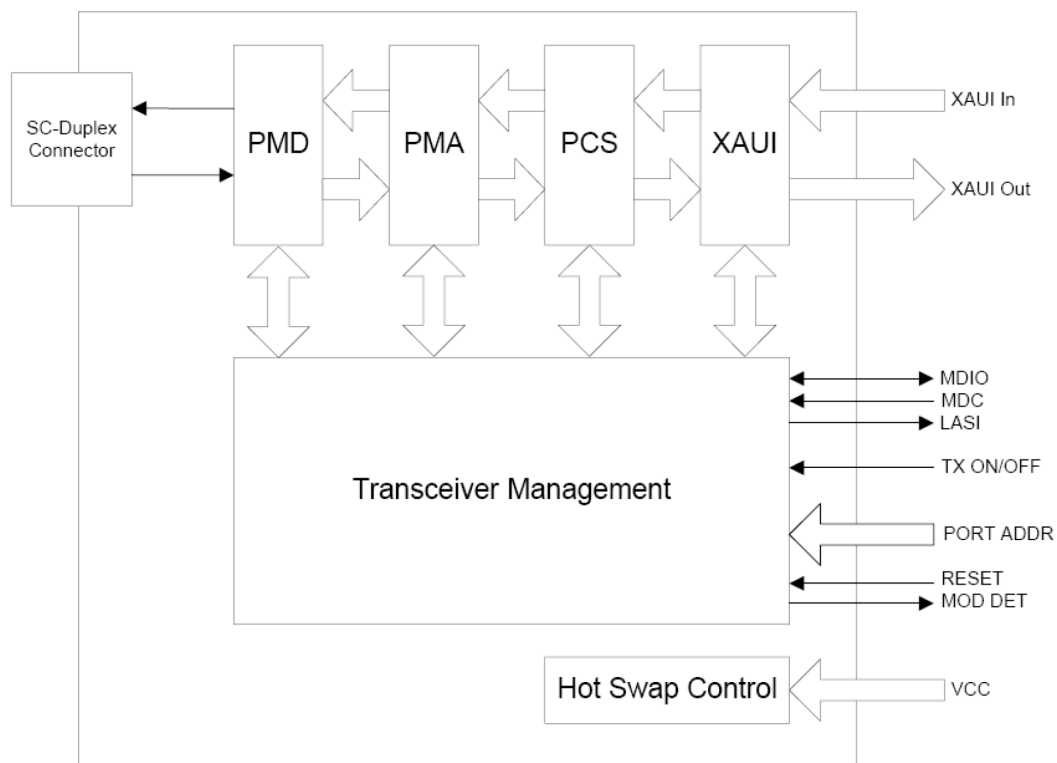 SC-Duplex
Connector
PMD
PMA
PCS
XAUI
XAUI In
XAUI Out
Transceiver Management
MDIO
MDC
LASI
TX ON/OFF
PORT ADDR
RESET
MOD DET
Hot Swap Control
VCC